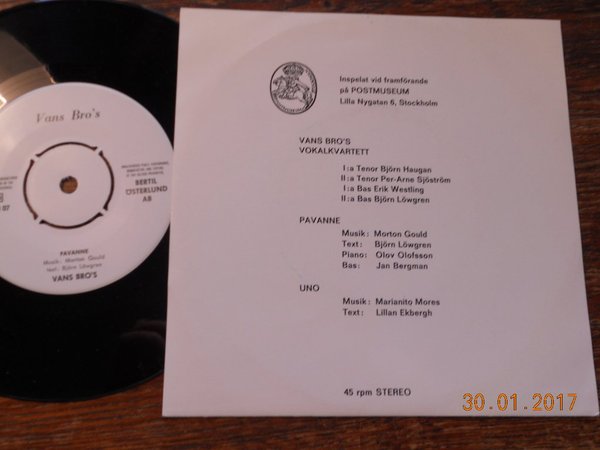 Vans Bro's
BERTIL
ÖSTERLUND
AB
07
PAVANNE
Musik: Morton Gould
text: Björn Löwgren
VANS BRO'S
Inspelat vid framförande
på POSTMUSEUM
Lilla Nygatan 6, Stockholm
VANS BRO'S
VOKALKVARTETT
I:a Tenor Björn Haugan
II:a Tenor Per-Arne Sjöström
I:a Bas Erik Westling
II:a Bas Björn Löwgren
PAVANNE
Musik: Morton Gould
Text: Björn Löwgren
Piano: Olov Olofsson
Bas: Jan Bergman
UNO
Musik: Marianito Mores
Text: Lillan Ekbergh
45 rpm STEREO
30.01.2017